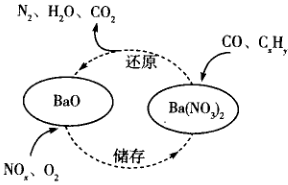 N₂、H₂O、CO₂
CO、CₓHᵧ
还原
BaO
Ba(NO₃)₂
储存
NOₓ、O₂